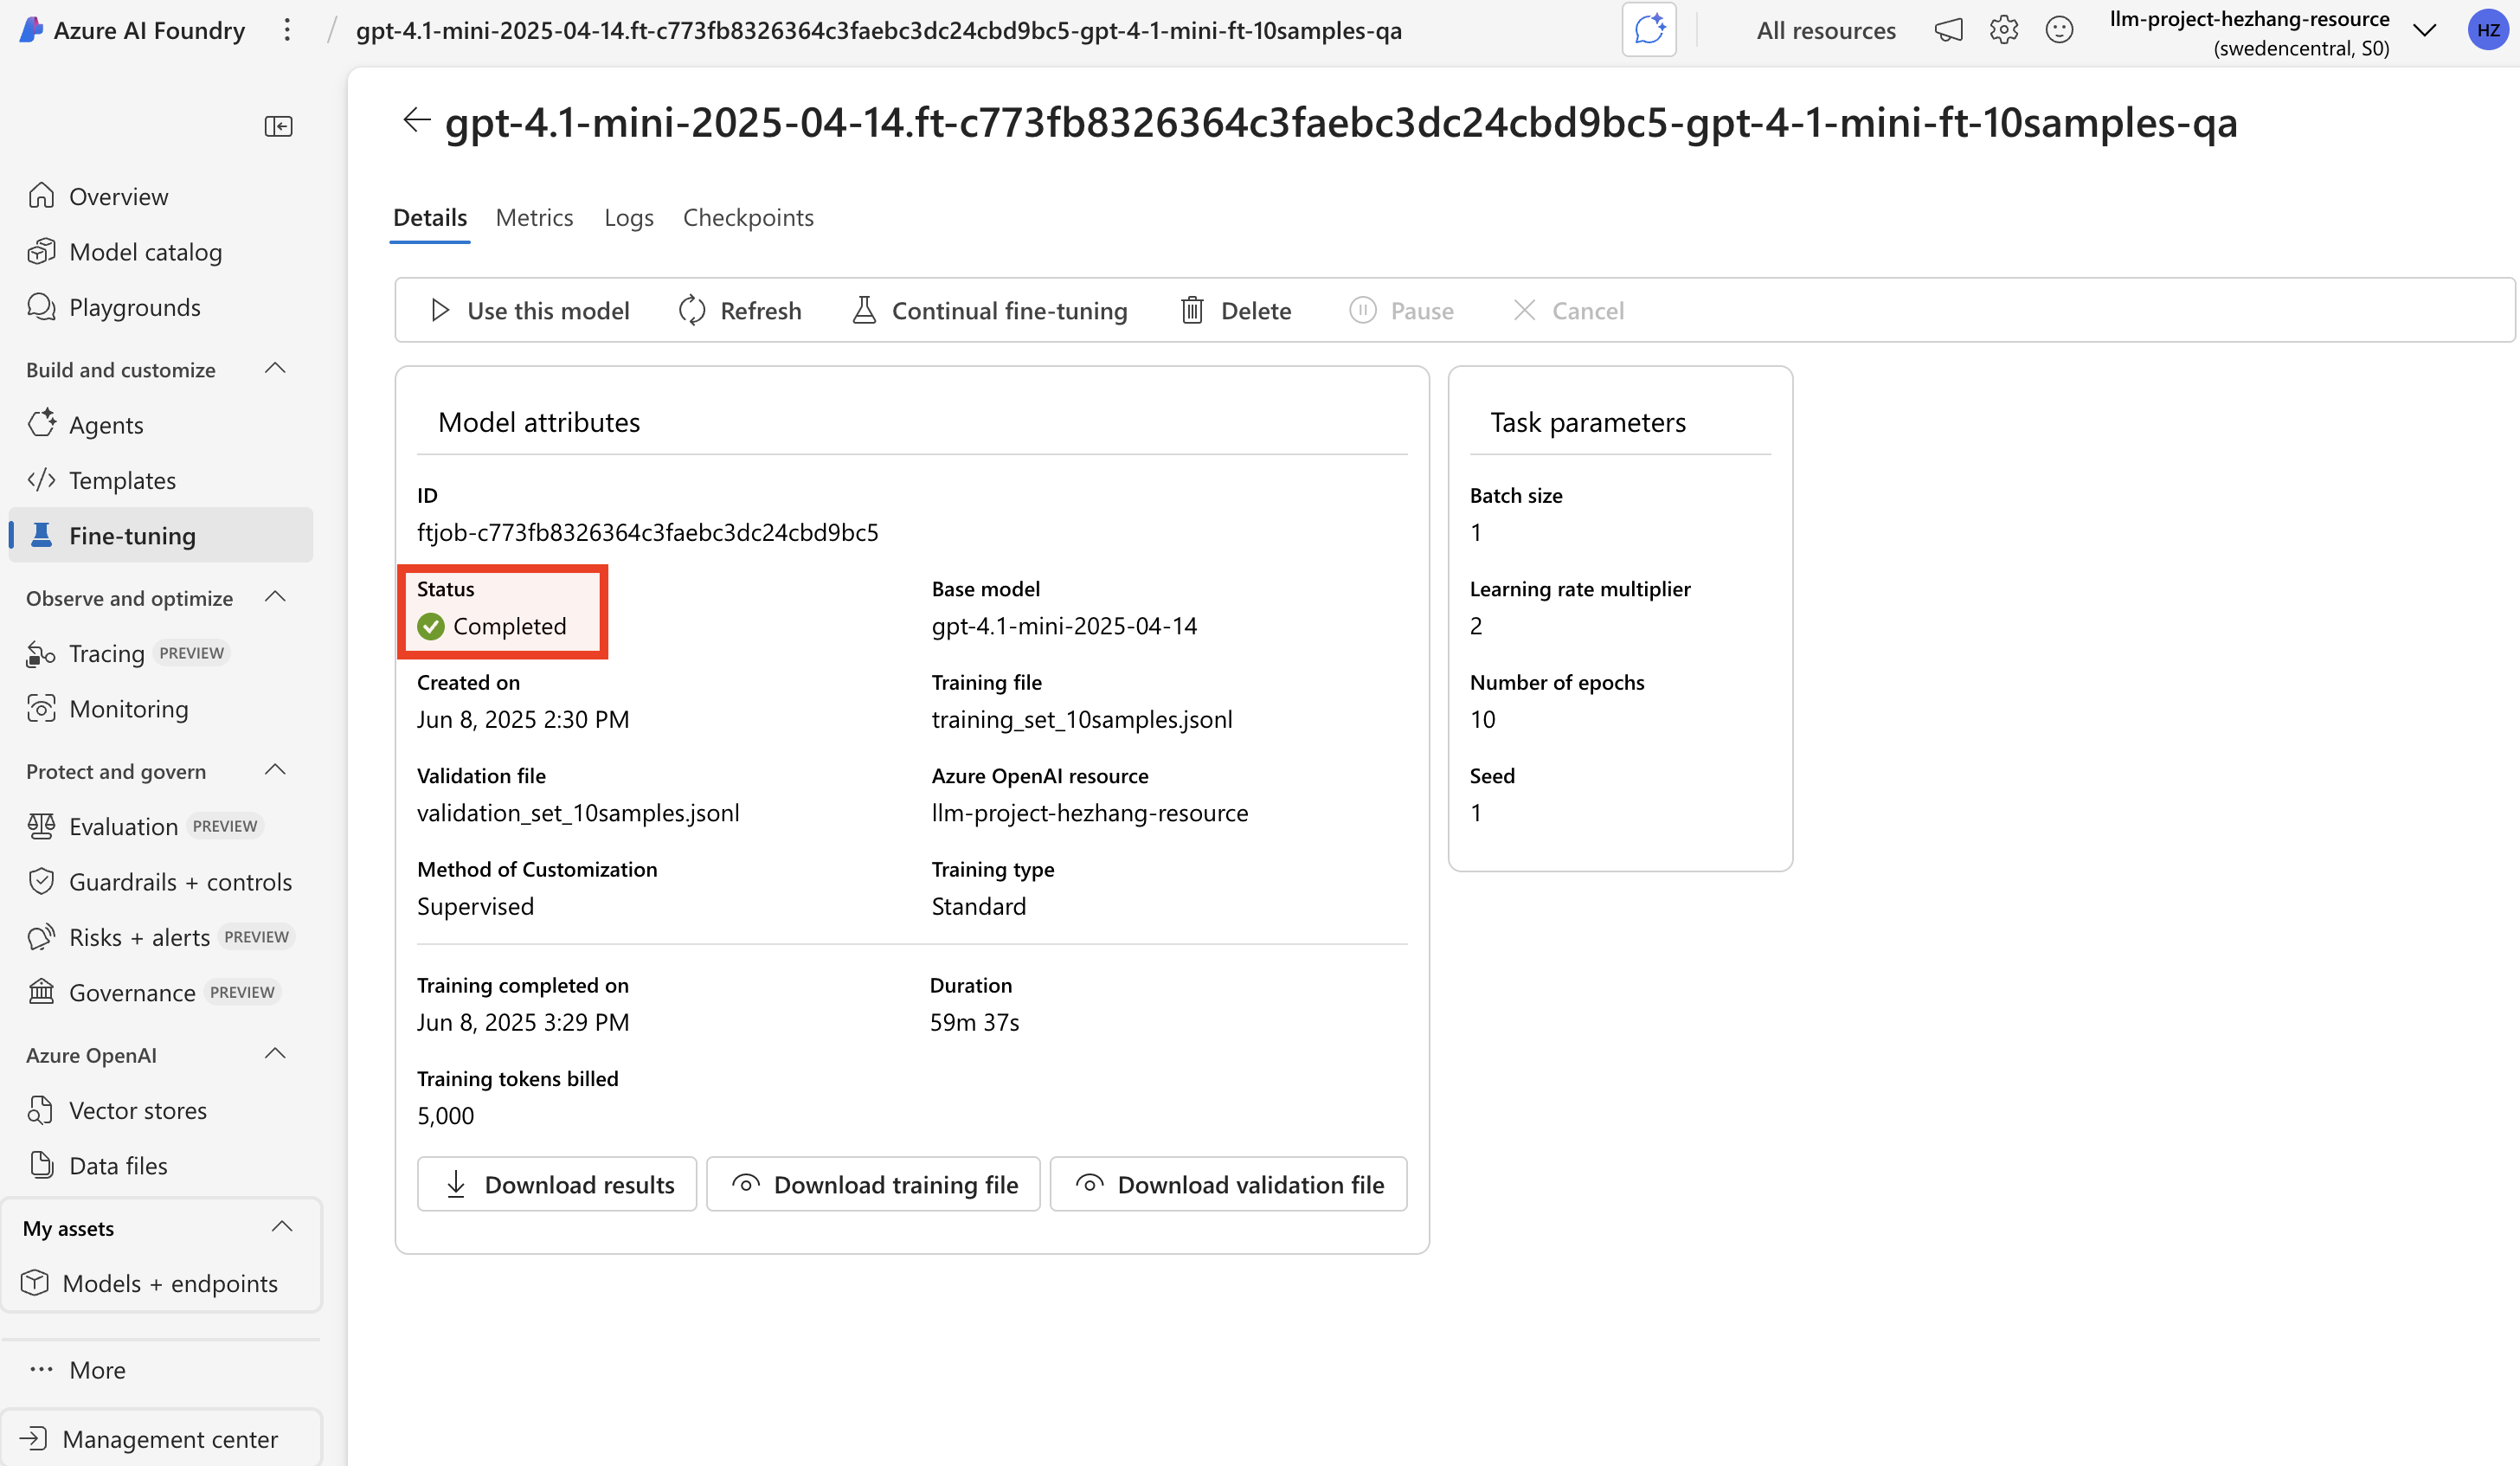 Azure AI Foundry
/ gpt-4.1-mini-2025-04-14.ft-c773fb8326364c3faebc3dc24cbd9bc5-gpt-4-1-mini-ft-10samples-qa
All resources
llm-project-hezhang-resource
(swedencentral, S0)
HZ
Overview
Model catalog
Playgrounds
Build and customize
Agents
Templates
Fine-tuning
Observe and optimize
Tracing PREVIEW
Monitoring
Protect and govern
Evaluation PREVIEW
Guardrails + controls
Risks + alerts PREVIEW
Governance PREVIEW
Azure OpenAI
Vector stores
Data files
My assets
Models + endpoints
More
Management center
gpt-4.1-mini-2025-04-14.ft-c773fb8326364c3faebc3dc24cbd9bc5-gpt-4-1-mini-ft-10samples-qa
Details Metrics Logs Checkpoints
Use this model Refresh Continual fine-tuning Delete Pause Cancel
Model attributes
ID
ftjob-c773fb8326364c3faebc3dc24cbd9bc5
Status
Completed
Base model
gpt-4.1-mini-2025-04-14
Created on
Jun 8, 2025 2:30 PM
Training file
training_set_10samples.jsonl
Validation file
validation_set_10samples.jsonl
Azure OpenAI resource
llm-project-hezhang-resource
Method of Customization
Supervised
Training type
Standard
Training completed on
Jun 8, 2025 3:29 PM
Duration
59m 37s
Training tokens billed
5,000
Download results Download training file Download validation file
Task parameters
Batch size
1
Learning rate multiplier
2
Number of epochs
10
Seed
1